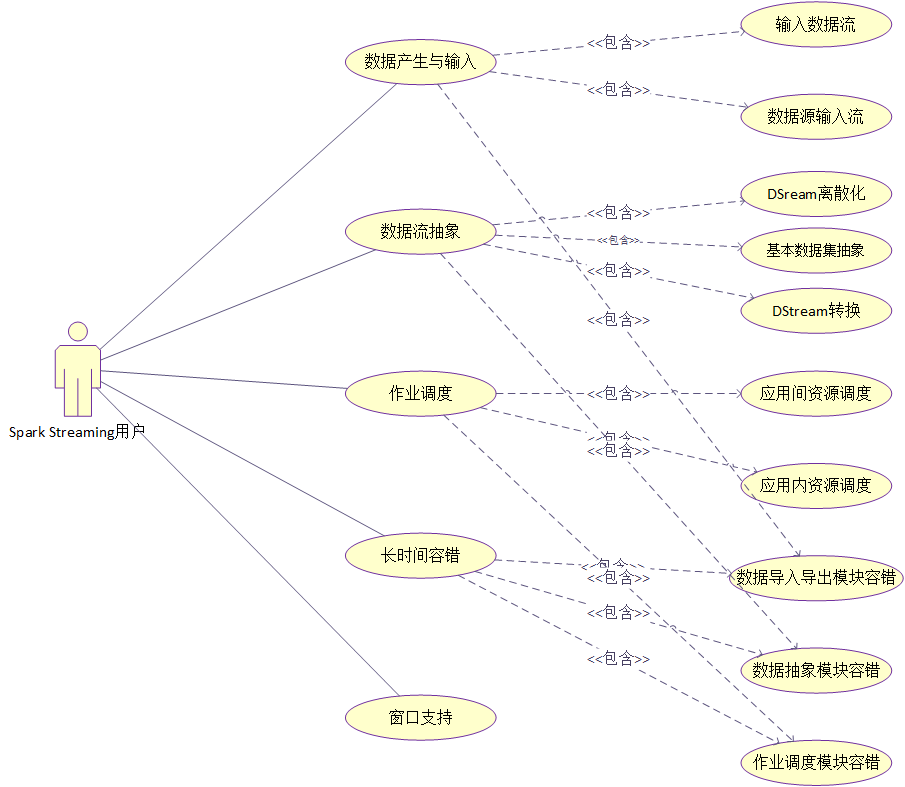 输入数据流
<<包含>>
数据产生与输入
<<包含>>
数据源输入流
DSream离散化
<<包含>>
数据流抽象
<<包含>>
基本数据集抽象
<<包含>>
DStream转换
<<包含>>
作业调度
<<包含>>
应用间资源调度
Spark Streaming用户
<<包含>>
<<包含>>
应用内资源调度
长时间容错
<<包含>>
<<包含>>
数据导入导出模块容错
<<包含>>
<<包含>>
数据抽象模块容错
窗口支持
作业调度模块容错